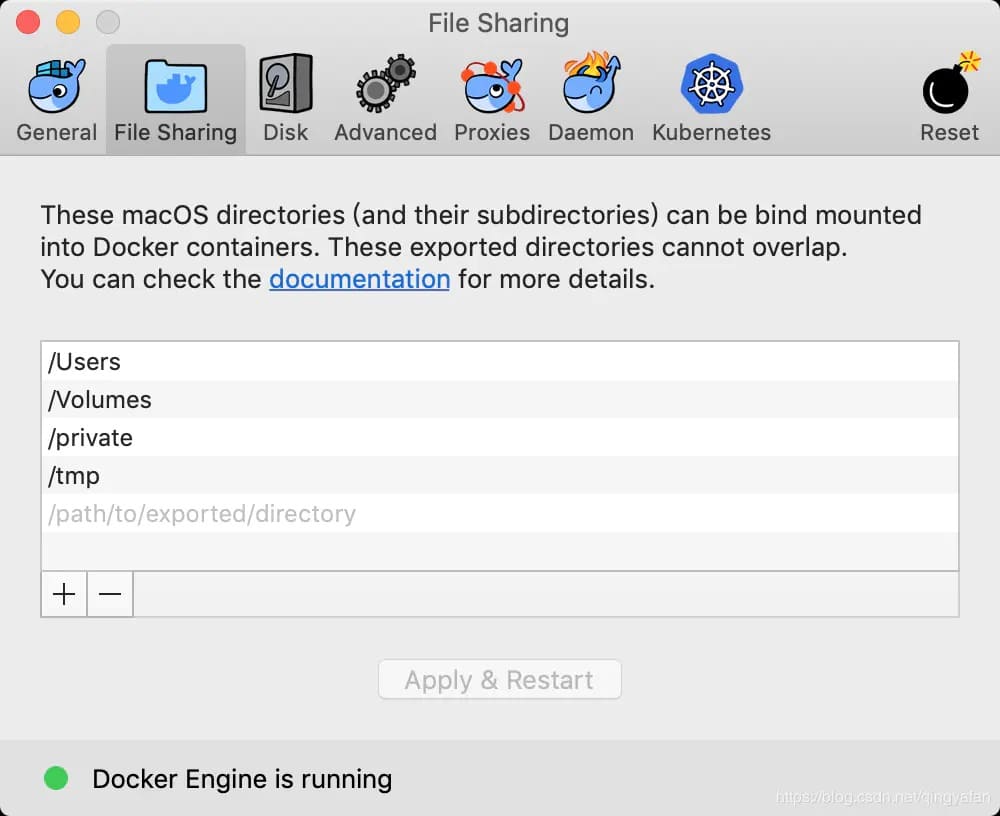 File Sharing
General
File Sharing
Disk
Advanced
Proxies
Daemon
Kubernetes
Reset
These macOS directories (and their subdirectories) can be bind mounted
into Docker containers. These exported directories cannot overlap.
You can check the documentation for more details.
/Users
/Volumes
/private
/tmp
/path/to/exported/directory
Apply & Restart
Docker Engine is running
https://blog.csdn.net/qingyafan